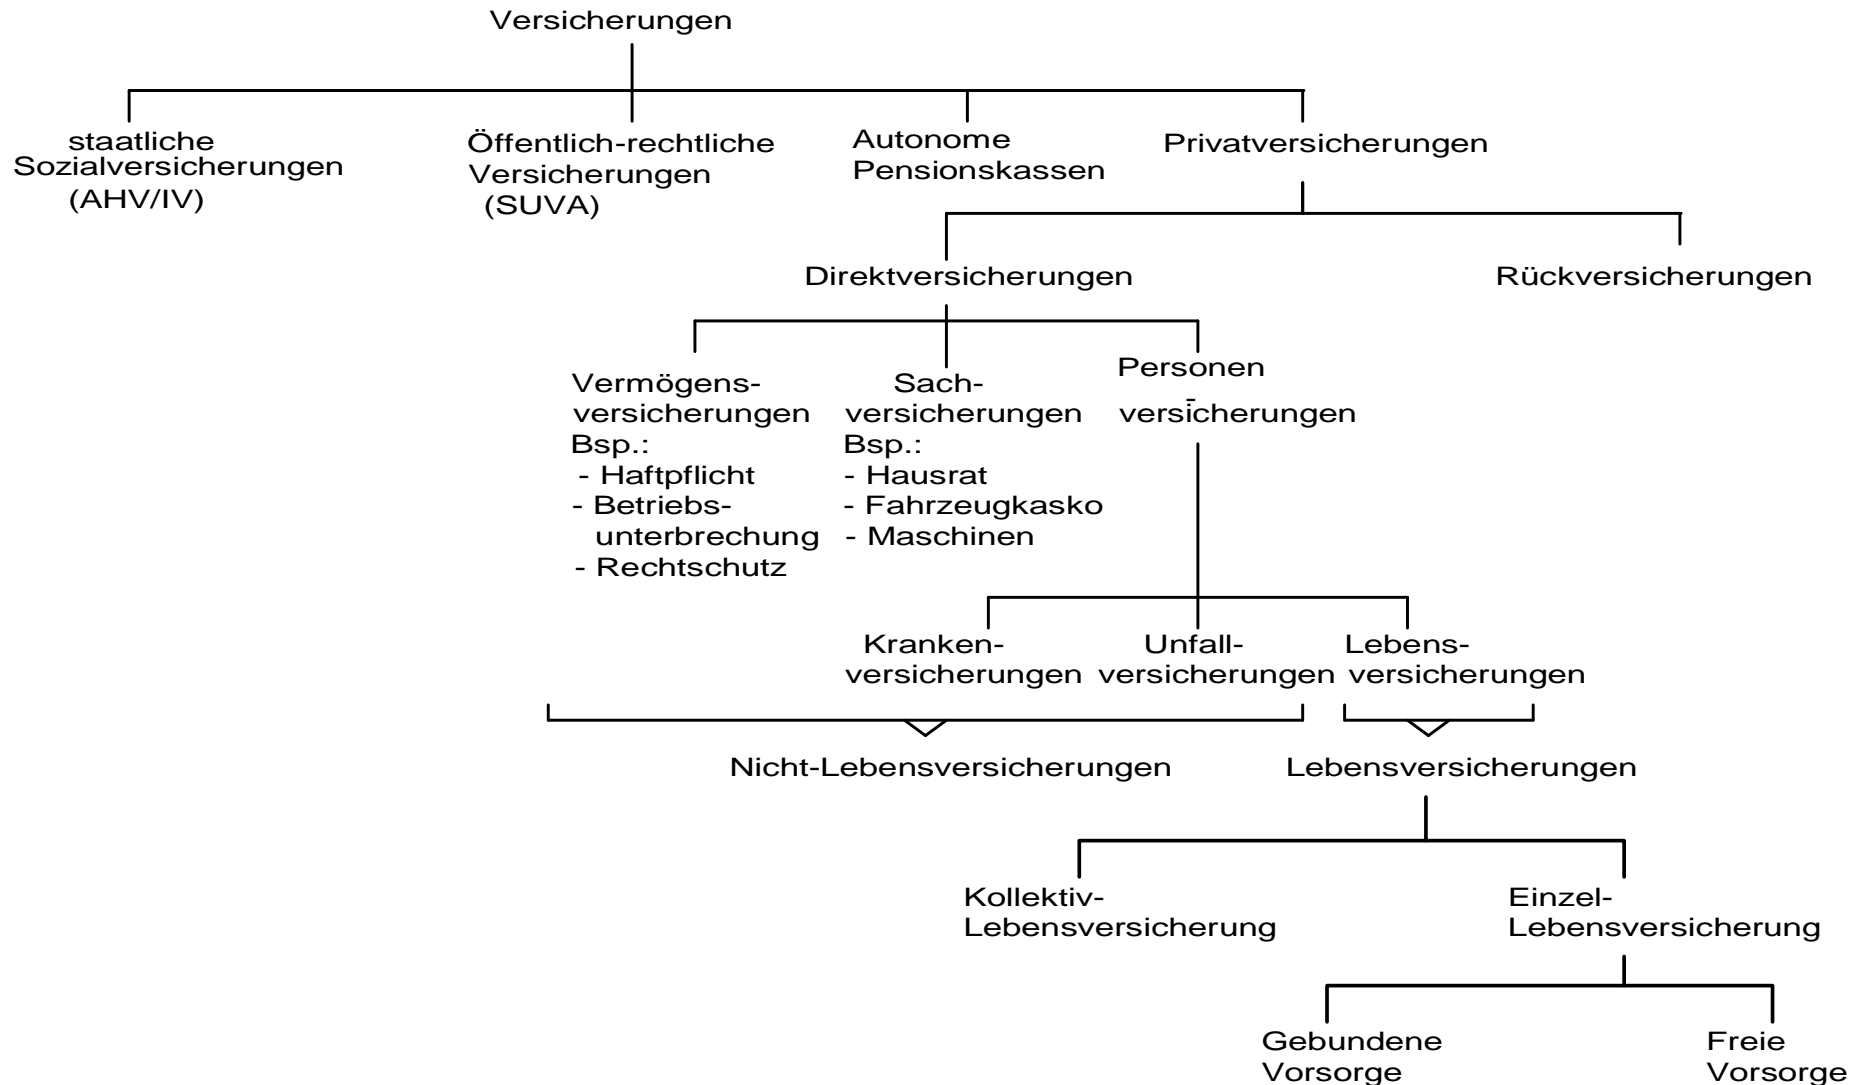 Versicherungen
staatliche
Sozialversicherungen
(AHV/IV)
Öffentlich-rechtliche
Versicherungen
(SUVA)
Autonome
Pensionskassen
Privatversicherungen
Direktversicherungen
Rückversicherungen
Vermögens-
versicherungen
Bsp.:
- Haftpflicht
- Betriebs-
unterbrechung
- Rechtschutz
Sach-
versicherungen
Bsp.:
- Hausrat
- Fahrzeugkasko
- Maschinen
Personen
-
versicherungen
Kranken-
versicherungen
Unfall-
versicherungen
Lebens-
versicherungen
Nicht-Lebensversicherungen
Lebensversicherungen
Kollektiv-
Lebensversicherung
Einzel-
Lebensversicherung
Gebundene
Vorsorge
Freie
Vorsorge